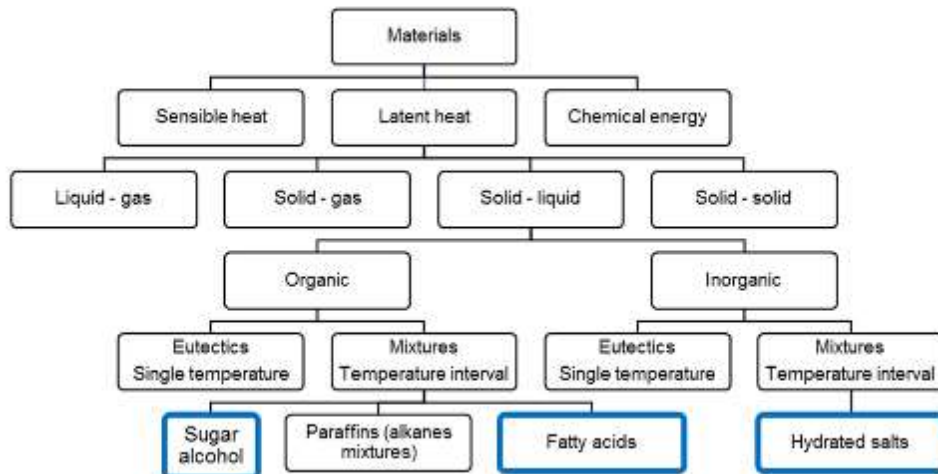 Materials
Sensible heat
Latent heat
Chemical energy
Liquid - gas
Solid - gas
Solid - liquid
Solid - solid
Organic
Inorganic
Eutectics
Single temperature
Mixtures
Temperature interval
Eutectics
Single temperature
Mixtures
Temperature interval
Sugar
alcohol
Paraffins (alkanes
mixtures)
Fatty acids
Hydrated salts